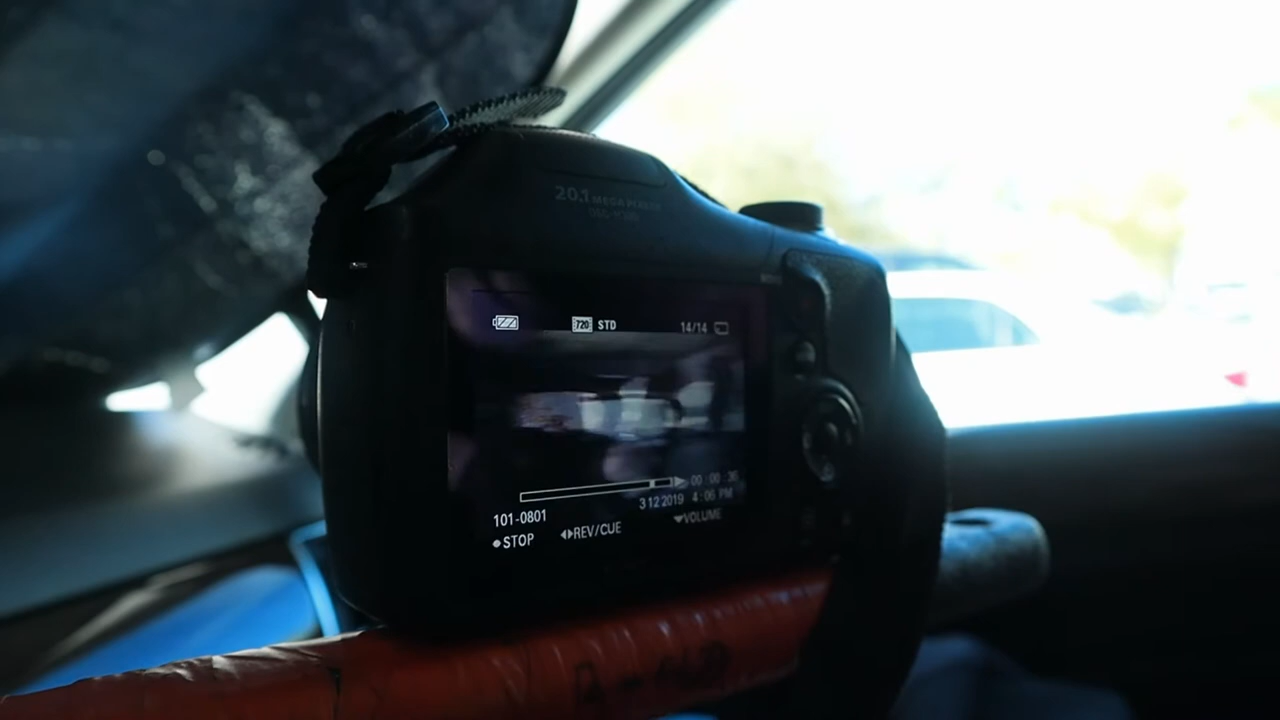 20.1 MEGA PIXELS
720 STD 14/14
00:00:
3 12 2019 4:06 PM
101-0801
VOLUME
STOP REV/CUE